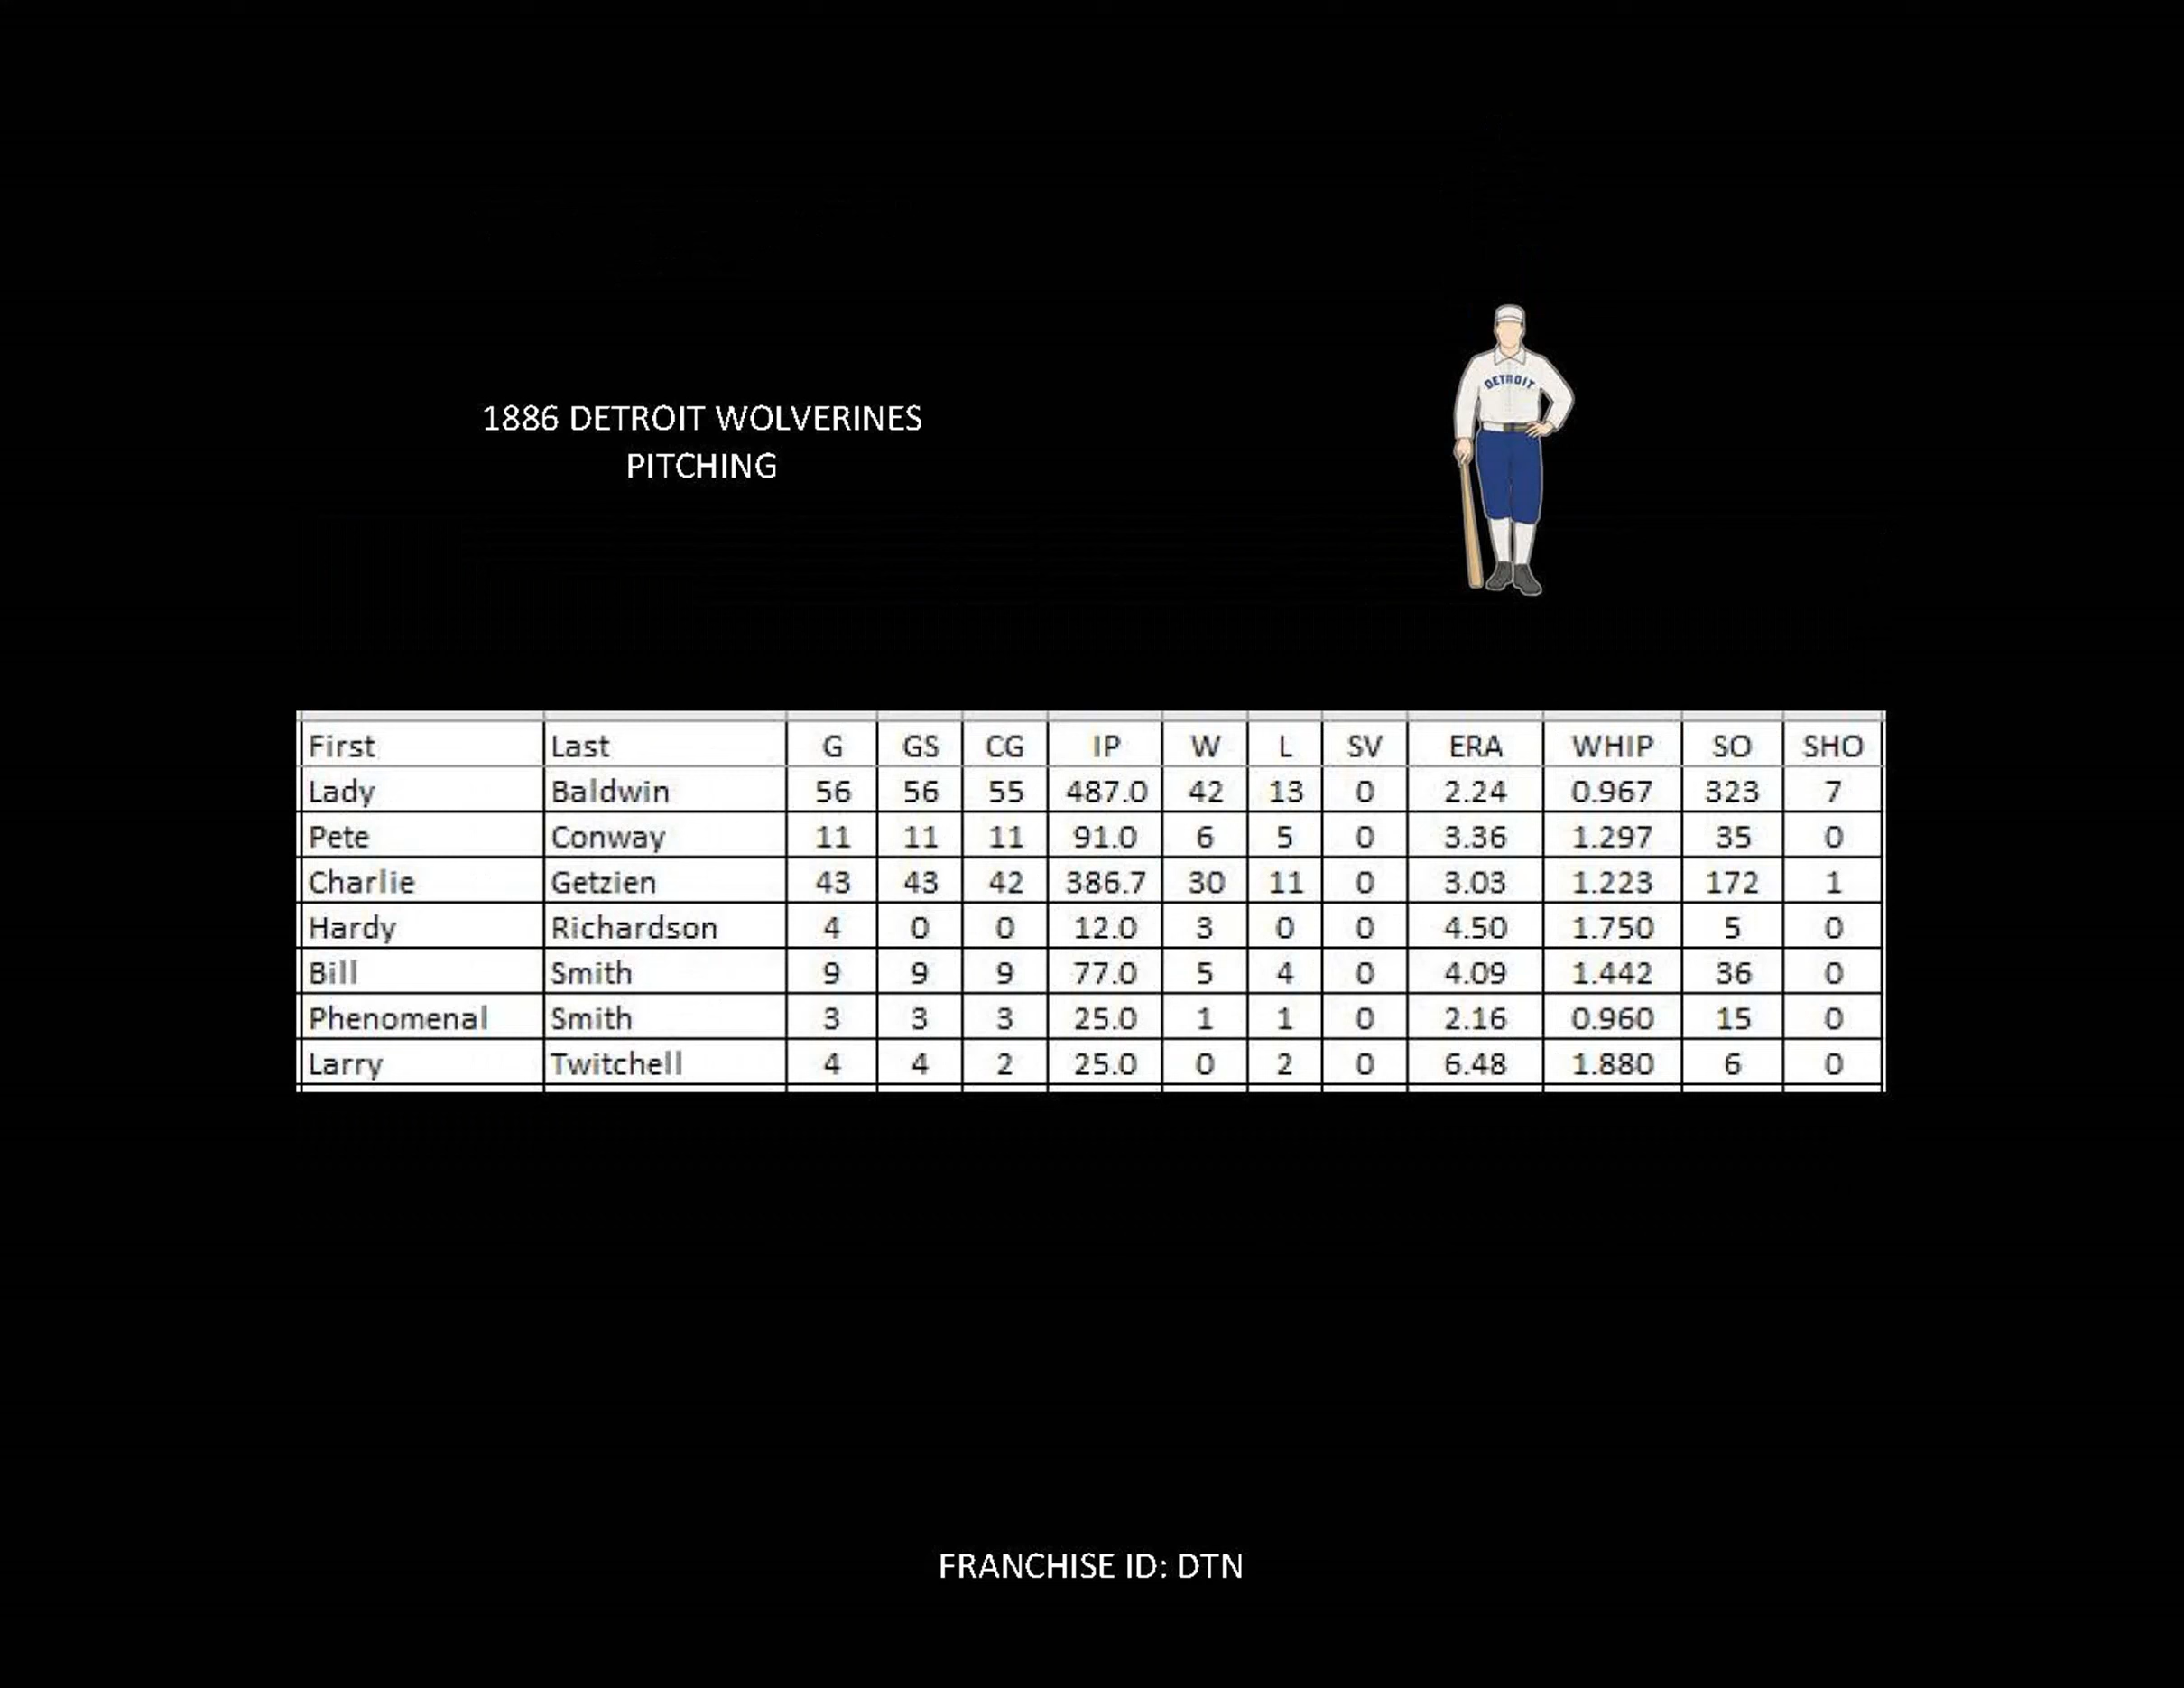 1886 DETROIT WOLVERINES
PITCHING
DETROIT
First Last G GS CG IP W L SV ERA WHIP SO SHO
Lady Baldwin 56 56 55 487.0 42 13 0 2.24 0.967 323 7
Pete Conway 11 11 11 91.0 6 5 0 3.36 1.297 35 0
Charlie Getzien 43 43 42 386.7 30 11 0 3.03 1.223 172 1
Hardy Richardson 4 0 0 12.0 3 0 0 4.50 1.750 5 0
Bill Smith 9 9 9 77.0 5 4 0 4.09 1.442 36 0
Phenomenal Smith 3 3 3 25.0 1 1 0 2.16 0.960 15 0
Larry Twitchell 4 4 2 25.0 0 2 0 6.48 1.880 6 0
FRANCHISE ID: DTN